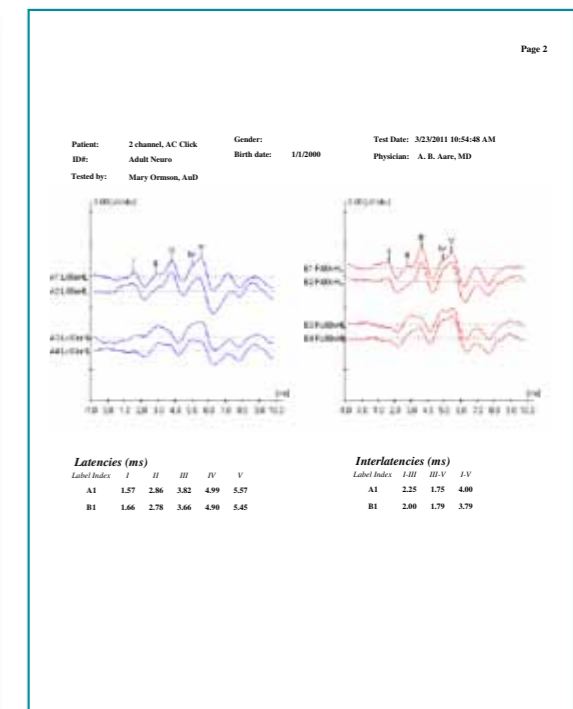 Page 2
Patient: 2 channel, AC Click Gender: Test Date: 3/23/2011 10:54:48 AM
ID#: Adult Neuro Birth date: 1/1/2000 Physician: A. B. Aare, MD
Tested by: Mary Ormson, AuD
Latencies (ms)
Label Index I II III IV V
A1 1.57 2.86 3.82 4.99 5.57
B1 1.66 2.78 3.66 4.90 5.45
Interlatencies (ms)
Label Index I-III III-V I-V
A1 2.25 1.75 4.00
B1 2.00 1.79 3.79